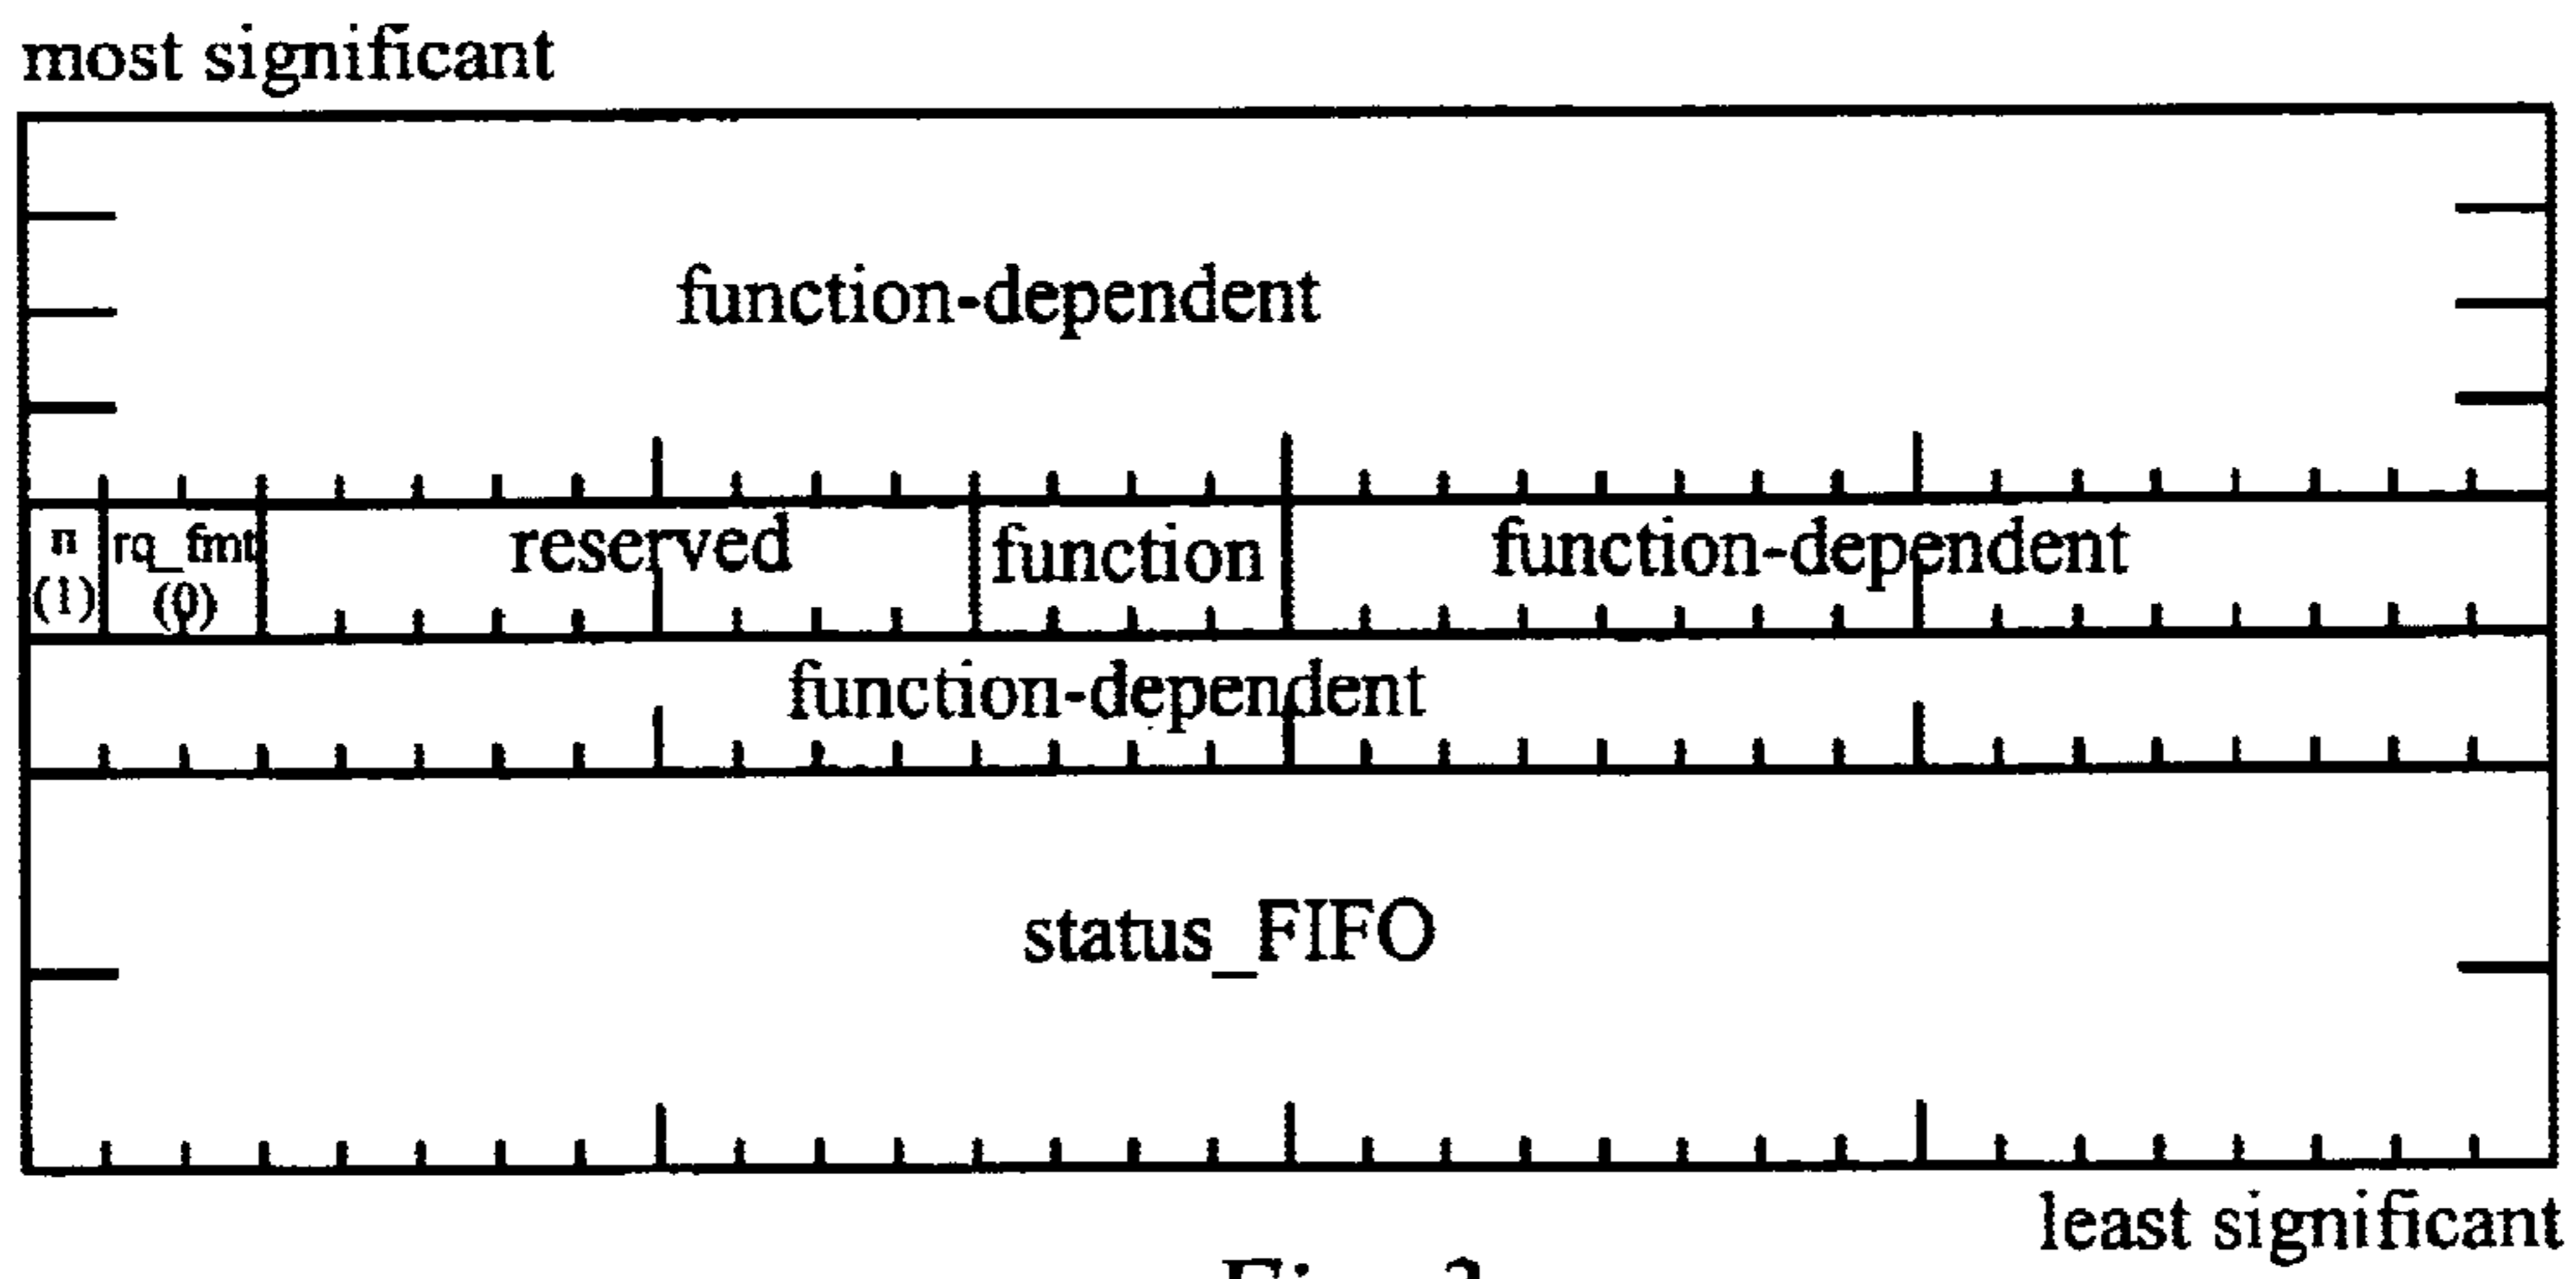 most significant
function-dependent
n
(1)
rq_fmt
(0)
reserved
function
function-dependent
function-dependent
status_FIFO
least significant